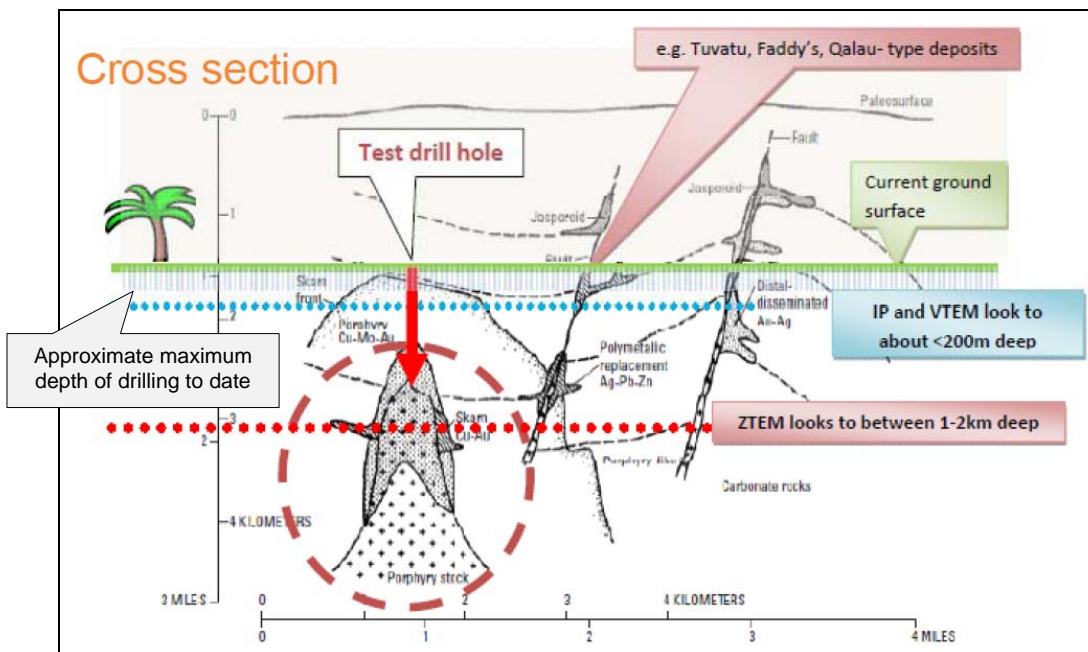 Cross section
e.g. Tuvatu, Faddy's, Qalau- type deposits
Paleosurface
0
0
Test drill hole
Fault
Jasperoid
Current ground
surface
1
Jasperoid
Fault
1
Skarn
front
Distal-
disseminated
Au-Ag
2
IP and VTEM look to
about <200m deep
Porphyry
Cu-Mo-Au
Approximate maximum
depth of drilling to date
Polymetallic
replacement
Ag-Pb-Zn
3
Skarn
Cu-Au
ZTEM looks to between 1-2km deep
2
Porphyry dike
Carbonate rocks
4 KILOMETERS
Porphyry stock
3 MILES
0 2 3 4 KILOMETERS
0 1 2 3 4 MILES